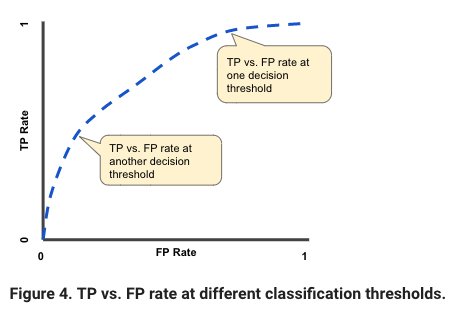 1
TP vs. FP rate at
one decision
threshold
TP Rate
TP vs. FP rate at
another decision
threshold
0
0
FP Rate
1
Figure 4. TP vs. FP rate at different classification thresholds.